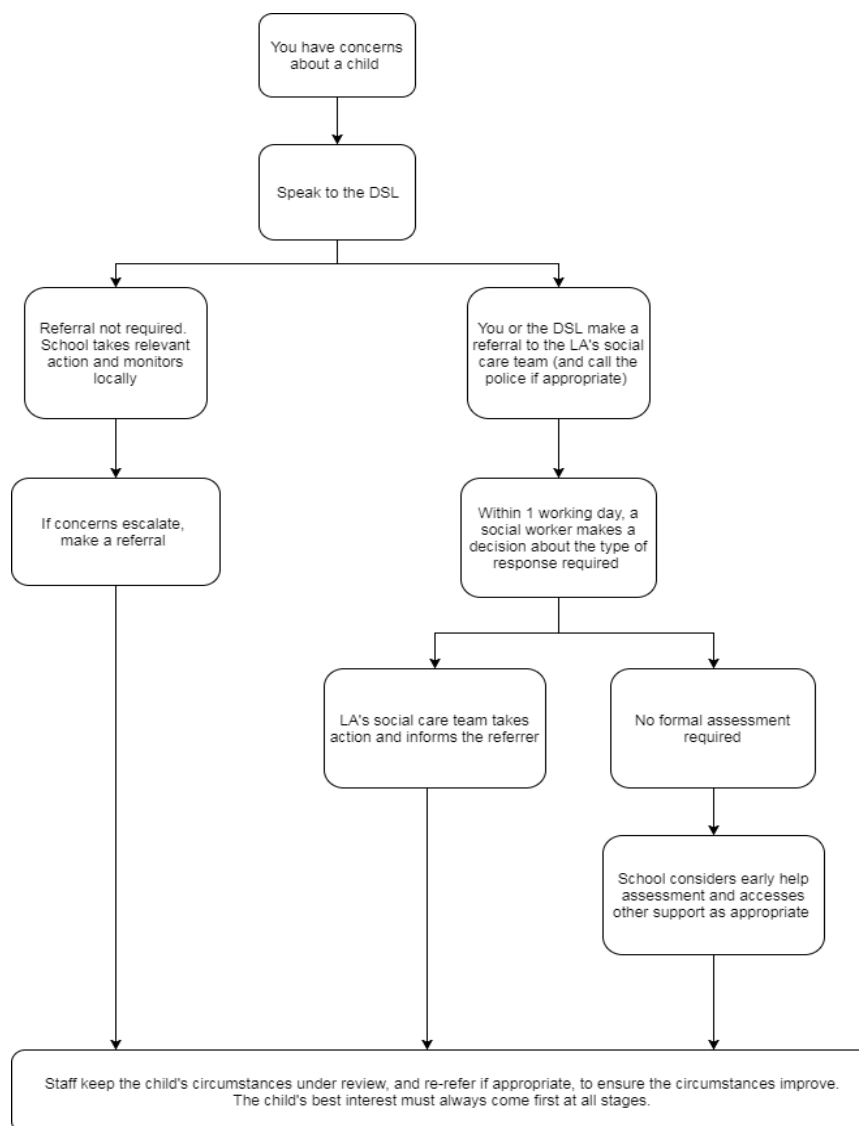 You have concerns
about a child
Speak to the DSL
Referral not required.
School takes relevant
action and monitors
locally
You or the DSL make a
referral to the LA's social
care team (and call the
police if appropriate)
If concerns escalate,
make a referral
Within 1 working day, a
social worker makes a
decision about the type of
response required
LA's social care team takes
action and informs the referrer
No formal assessment
required
School considers early help
assessment and accesses
other support as appropriate
Staff keep the child's circumstances under review, and re-refer if appropriate, to ensure the circumstances improve.
The child's best interest must always come first at all stages.